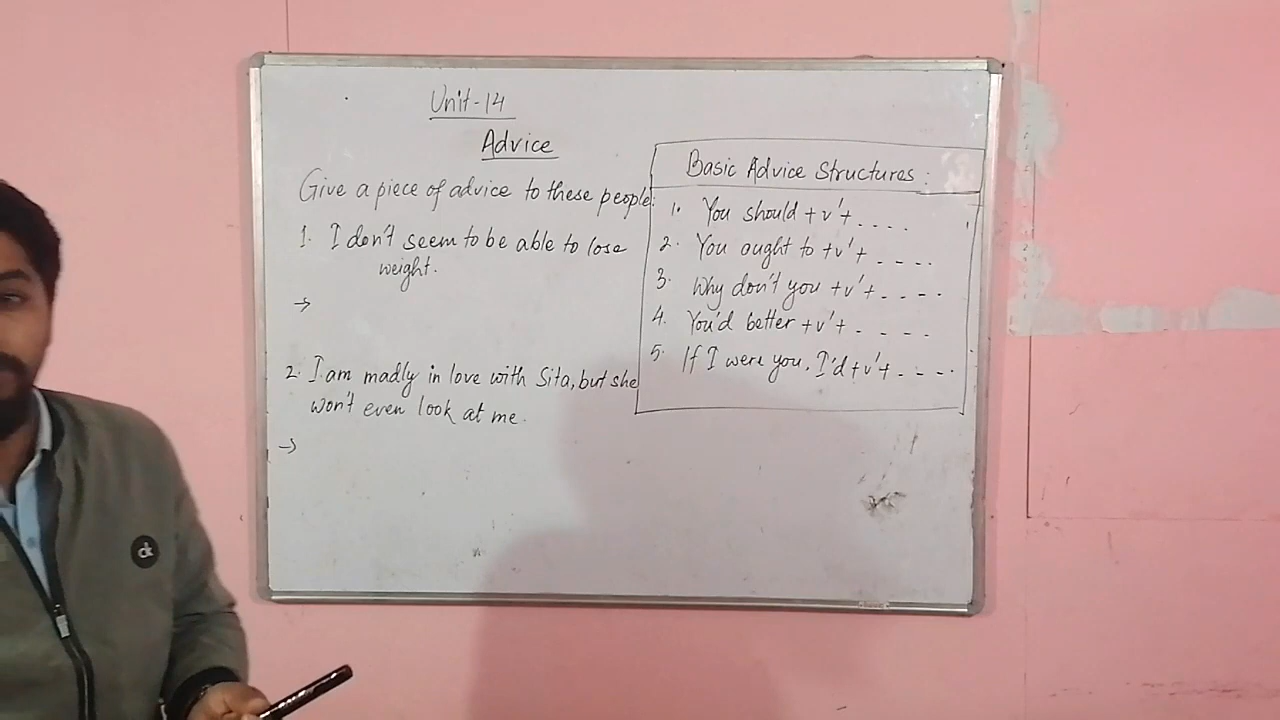 Unit-14
Advice
Give a piece of advice to these people:
1. I don't seem to be able to lose
weight.
→
2. I am madly in love with Sita, but she
won't even look at me.
→
Basic Advice Structures :
1. You should + v' + ....
2. You ought to + v' + ----.
3. Why don't you + v' + ----.
4. You'd better + v' + ----
5. If I were you, I'd + v' + ----.
ck